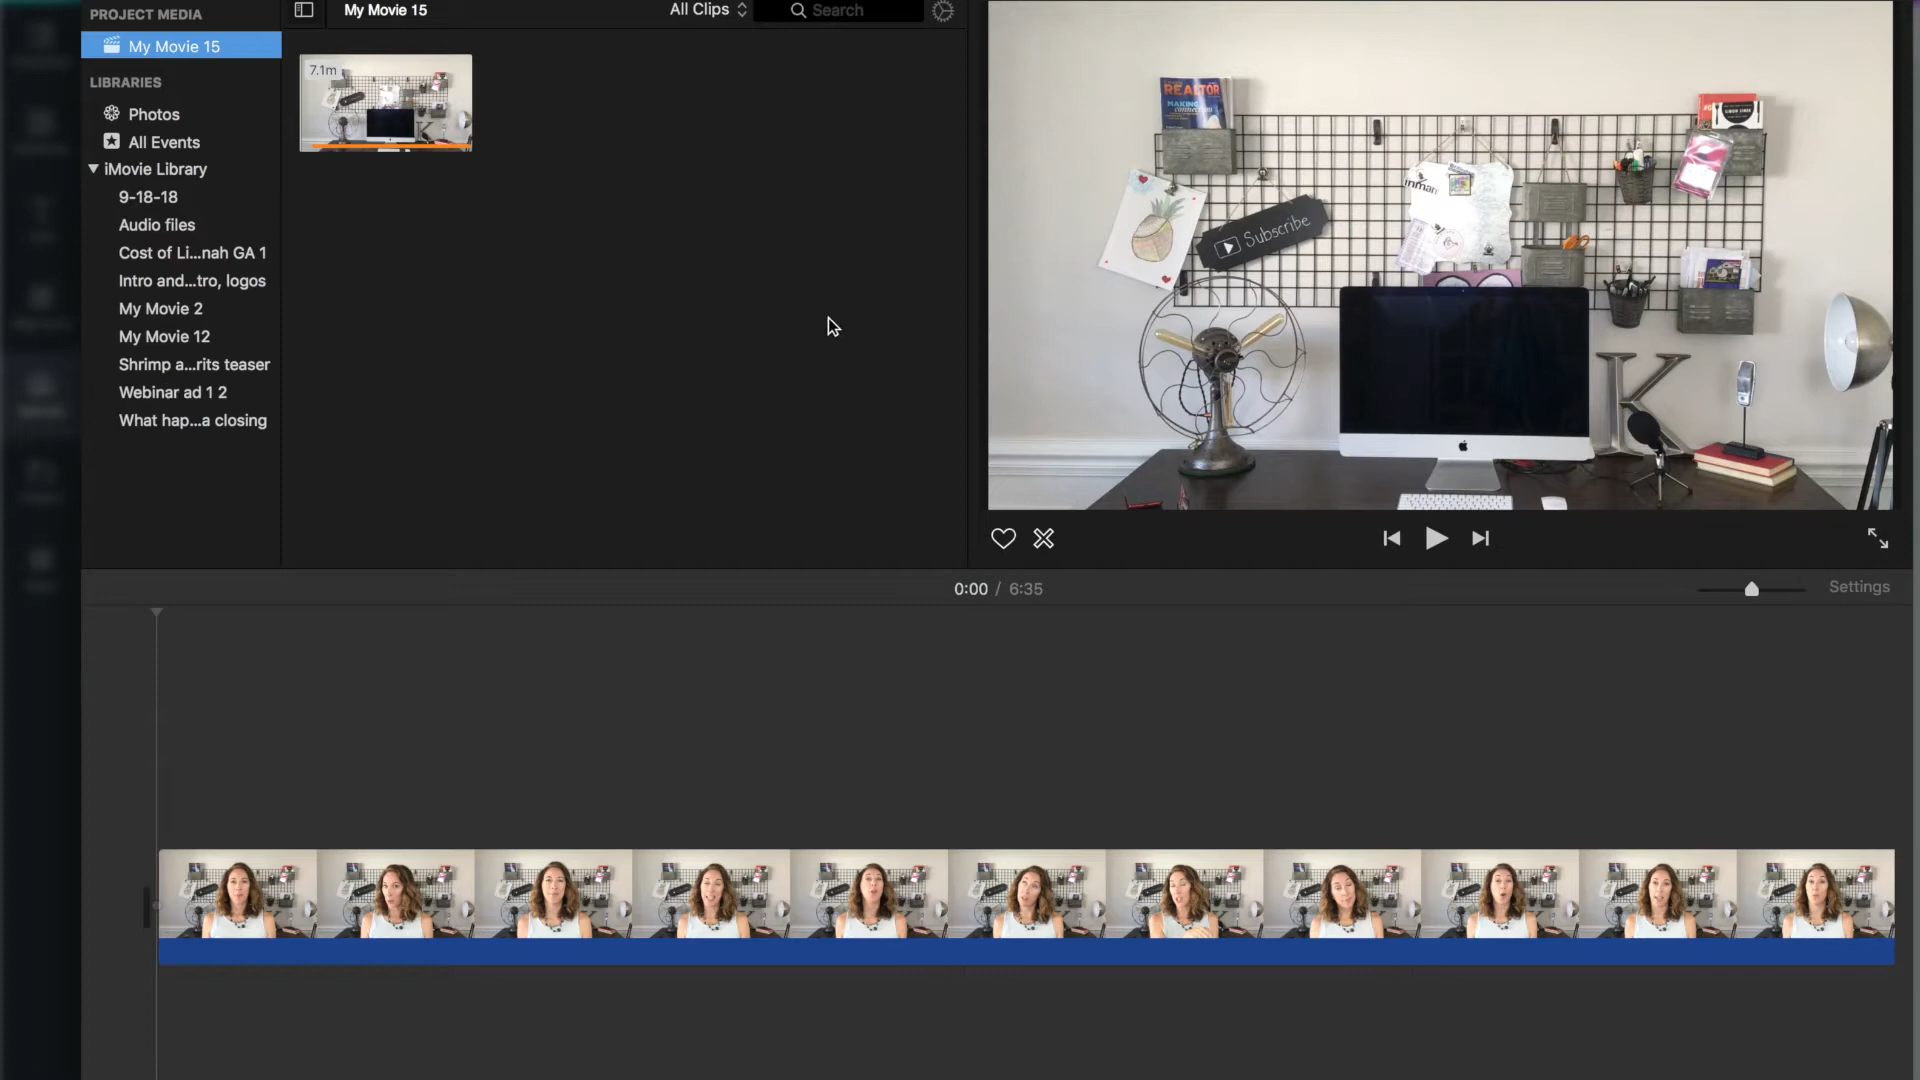 PROJECT MEDIA
My Movie 15
LIBRARIES
Photos
All Events
iMovie Library
9-18-18
Audio files
Cost of Li...nah GA 1
Intro and...tro, logos
My Movie 2
My Movie 12
Shrimp a...rits teaser
Webinar ad 1 2
What hap...a closing
My Movie 15
All Clips
Search
7.1m
REALTOR
MAKING
connections
Subscribe
inman
K
0:00 / 6:35
Settings